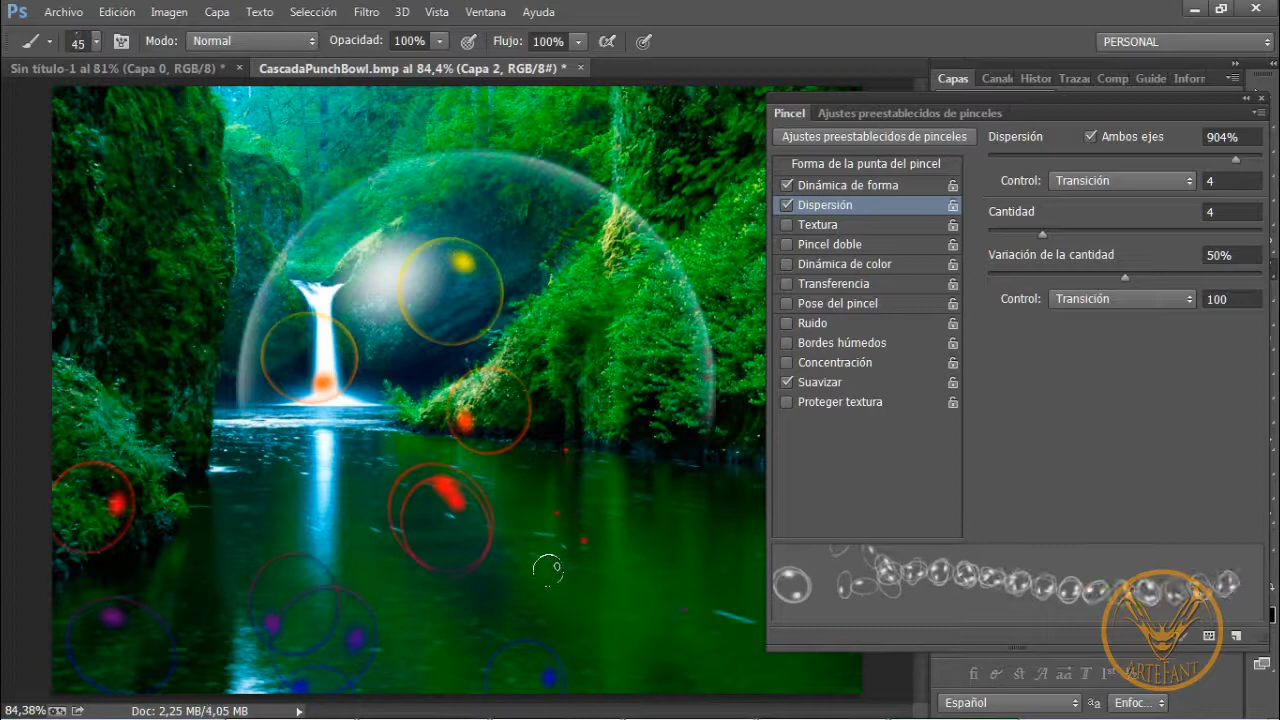 Ps Archivo Edición Imagen Capa Texto Selección Filtro 3D Vista Ventana Ayuda
45 Modo: Normal Opacidad: 100% Flujo: 100% PERSONAL
Sin título-1 al 81% (Capa 0, RGB/8) * × CascadaPunchBowl.bmp al 84,4% (Capa 2, RGB/8#) * ×
Capas Canale Histor Trazar Comp Guide Inforn
Pincel Ajustes preestablecidos de pinceles
Ajustes preestablecidos de pinceles
Dispersión Ambos ejes 904%
Forma de la punta del pincel
Dinámica de forma
Control: Transición 4
Dispersión
Cantidad 4
Textura
Pincel doble
Variación de la cantidad 50%
Dinámica de color
Transferencia
Control: Transición 100
Pose del pincel
Ruido
Bordes húmedos
Concentración
Suavizar
Proteger textura
ARTEFANT
Español aa Enfoc...
84,38% Doc: 2,25 MB/4,05 MB